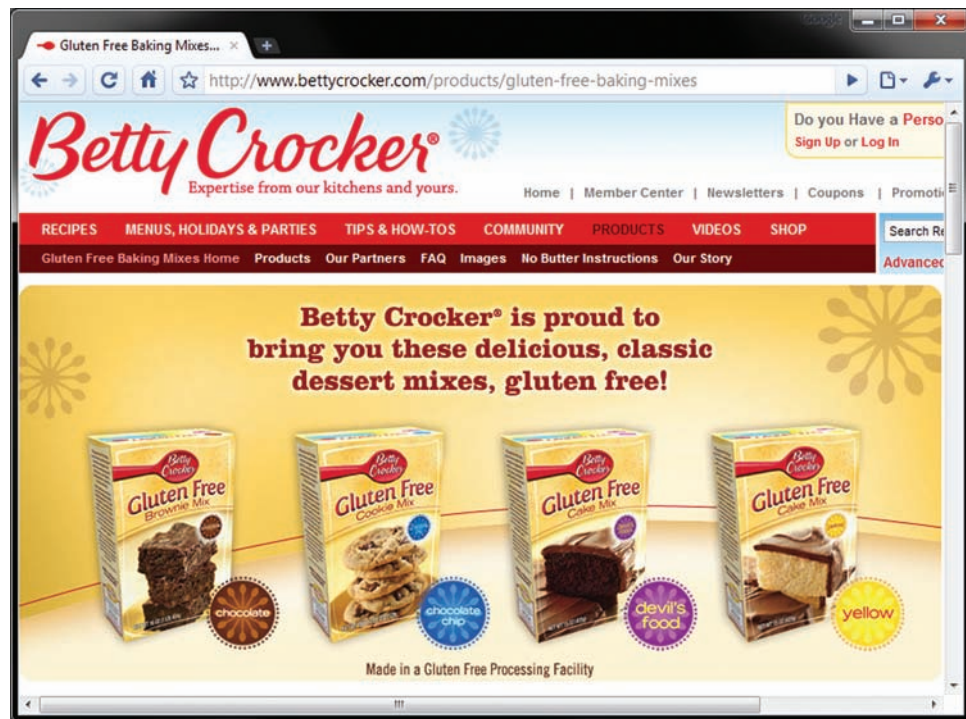 Google
Gluten Free Baking Mixes...
http://www.bettycrocker.com/products/gluten-free-baking-mixes
Do you Have a Perso
Sign Up or Log In
Betty Crocker®
Expertise from our kitchens and yours.
Home | Member Center | Newsletters | Coupons | Promoti
RECIPES MENUS, HOLIDAYS & PARTIES TIPS & HOW-TOS COMMUNITY PRODUCTS VIDEOS SHOP
Search Re
Gluten Free Baking Mixes Home Products Our Partners FAQ Images No Butter Instructions Our Story
Advanced
Betty Crocker® is proud to
bring you these delicious, classic
dessert mixes, gluten free!
Betty Crocker
Gluten Free
Brownie Mix
chocolate
Betty Crocker
Gluten Free
Cookie Mix
chocolate
chip
Betty Crocker
Gluten Free
Cake Mix
devil's
food
Betty Crocker
Gluten Free
Cake Mix
yellow
Made in a Gluten Free Processing Facility